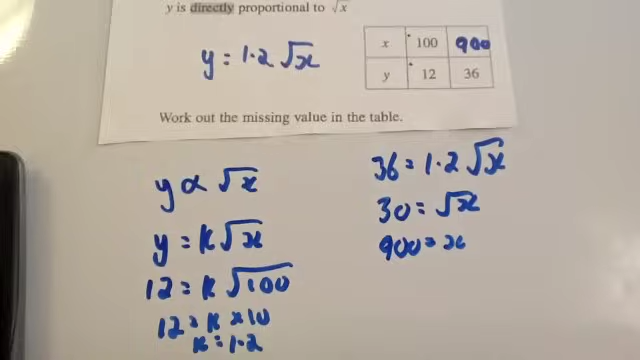 y is directly proportional to √x
y = 1.2 √x
x 100 900
y 12 36
Work out the missing value in the table.
y ∝ √x
y = k √x
12 = k √100
12 = k × 10
k = 1.2
36 = 1.2 √x
30 = √x
900 = x